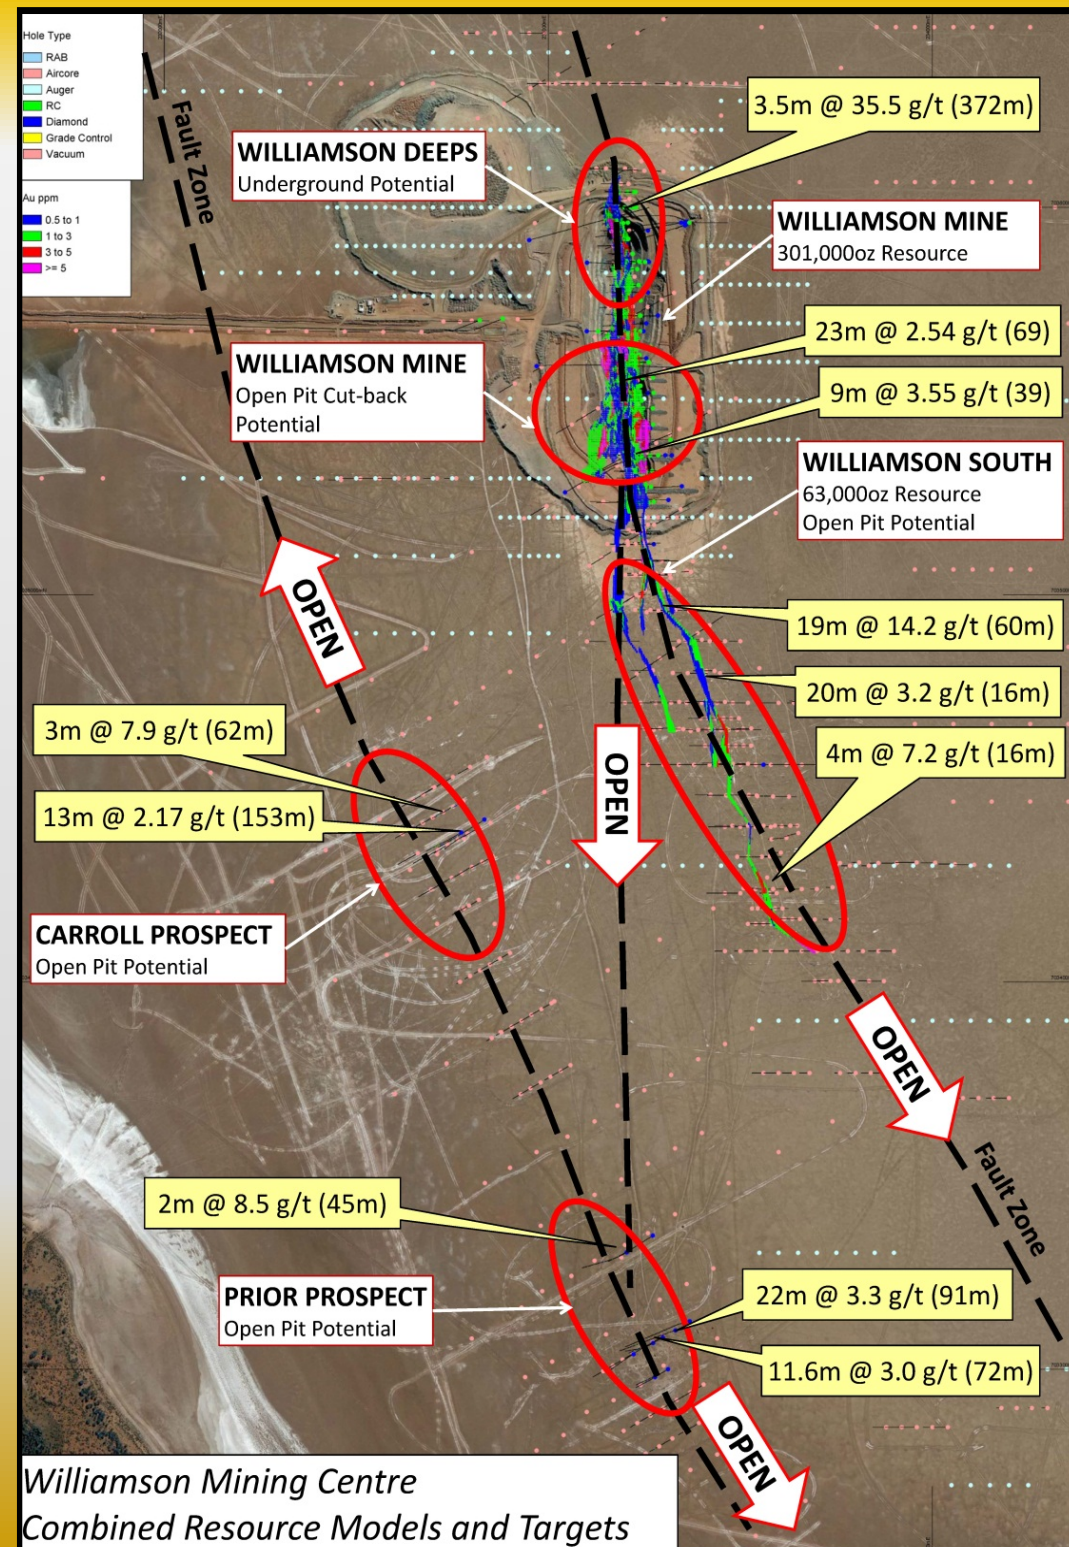 Hole Type
RAB
Aircore
Auger
RC
Diamond
Grade Control
Vacuum
Au ppm
0.5 to 1
1 to 3
3 to 5
>= 5
Fault Zone
WILLIAMSON DEEPS
Underground Potential
3.5m @ 35.5 g/t (372m)
WILLIAMSON MINE
301,000oz Resource
23m @ 2.54 g/t (69)
WILLIAMSON MINE
Open Pit Cut-back
Potential
9m @ 3.55 g/t (39)
WILLIAMSON SOUTH
63,000oz Resource
Open Pit Potential
OPEN
19m @ 14.2 g/t (60m)
20m @ 3.2 g/t (16m)
3m @ 7.9 g/t (62m)
4m @ 7.2 g/t (16m)
OPEN
13m @ 2.17 g/t (153m)
CARROLL PROSPECT
Open Pit Potential
OPEN
Fault Zone
2m @ 8.5 g/t (45m)
PRIOR PROSPECT
Open Pit Potential
22m @ 3.3 g/t (91m)
11.6m @ 3.0 g/t (72m)
OPEN
Williamson Mining Centre
Combined Resource Models and Targets